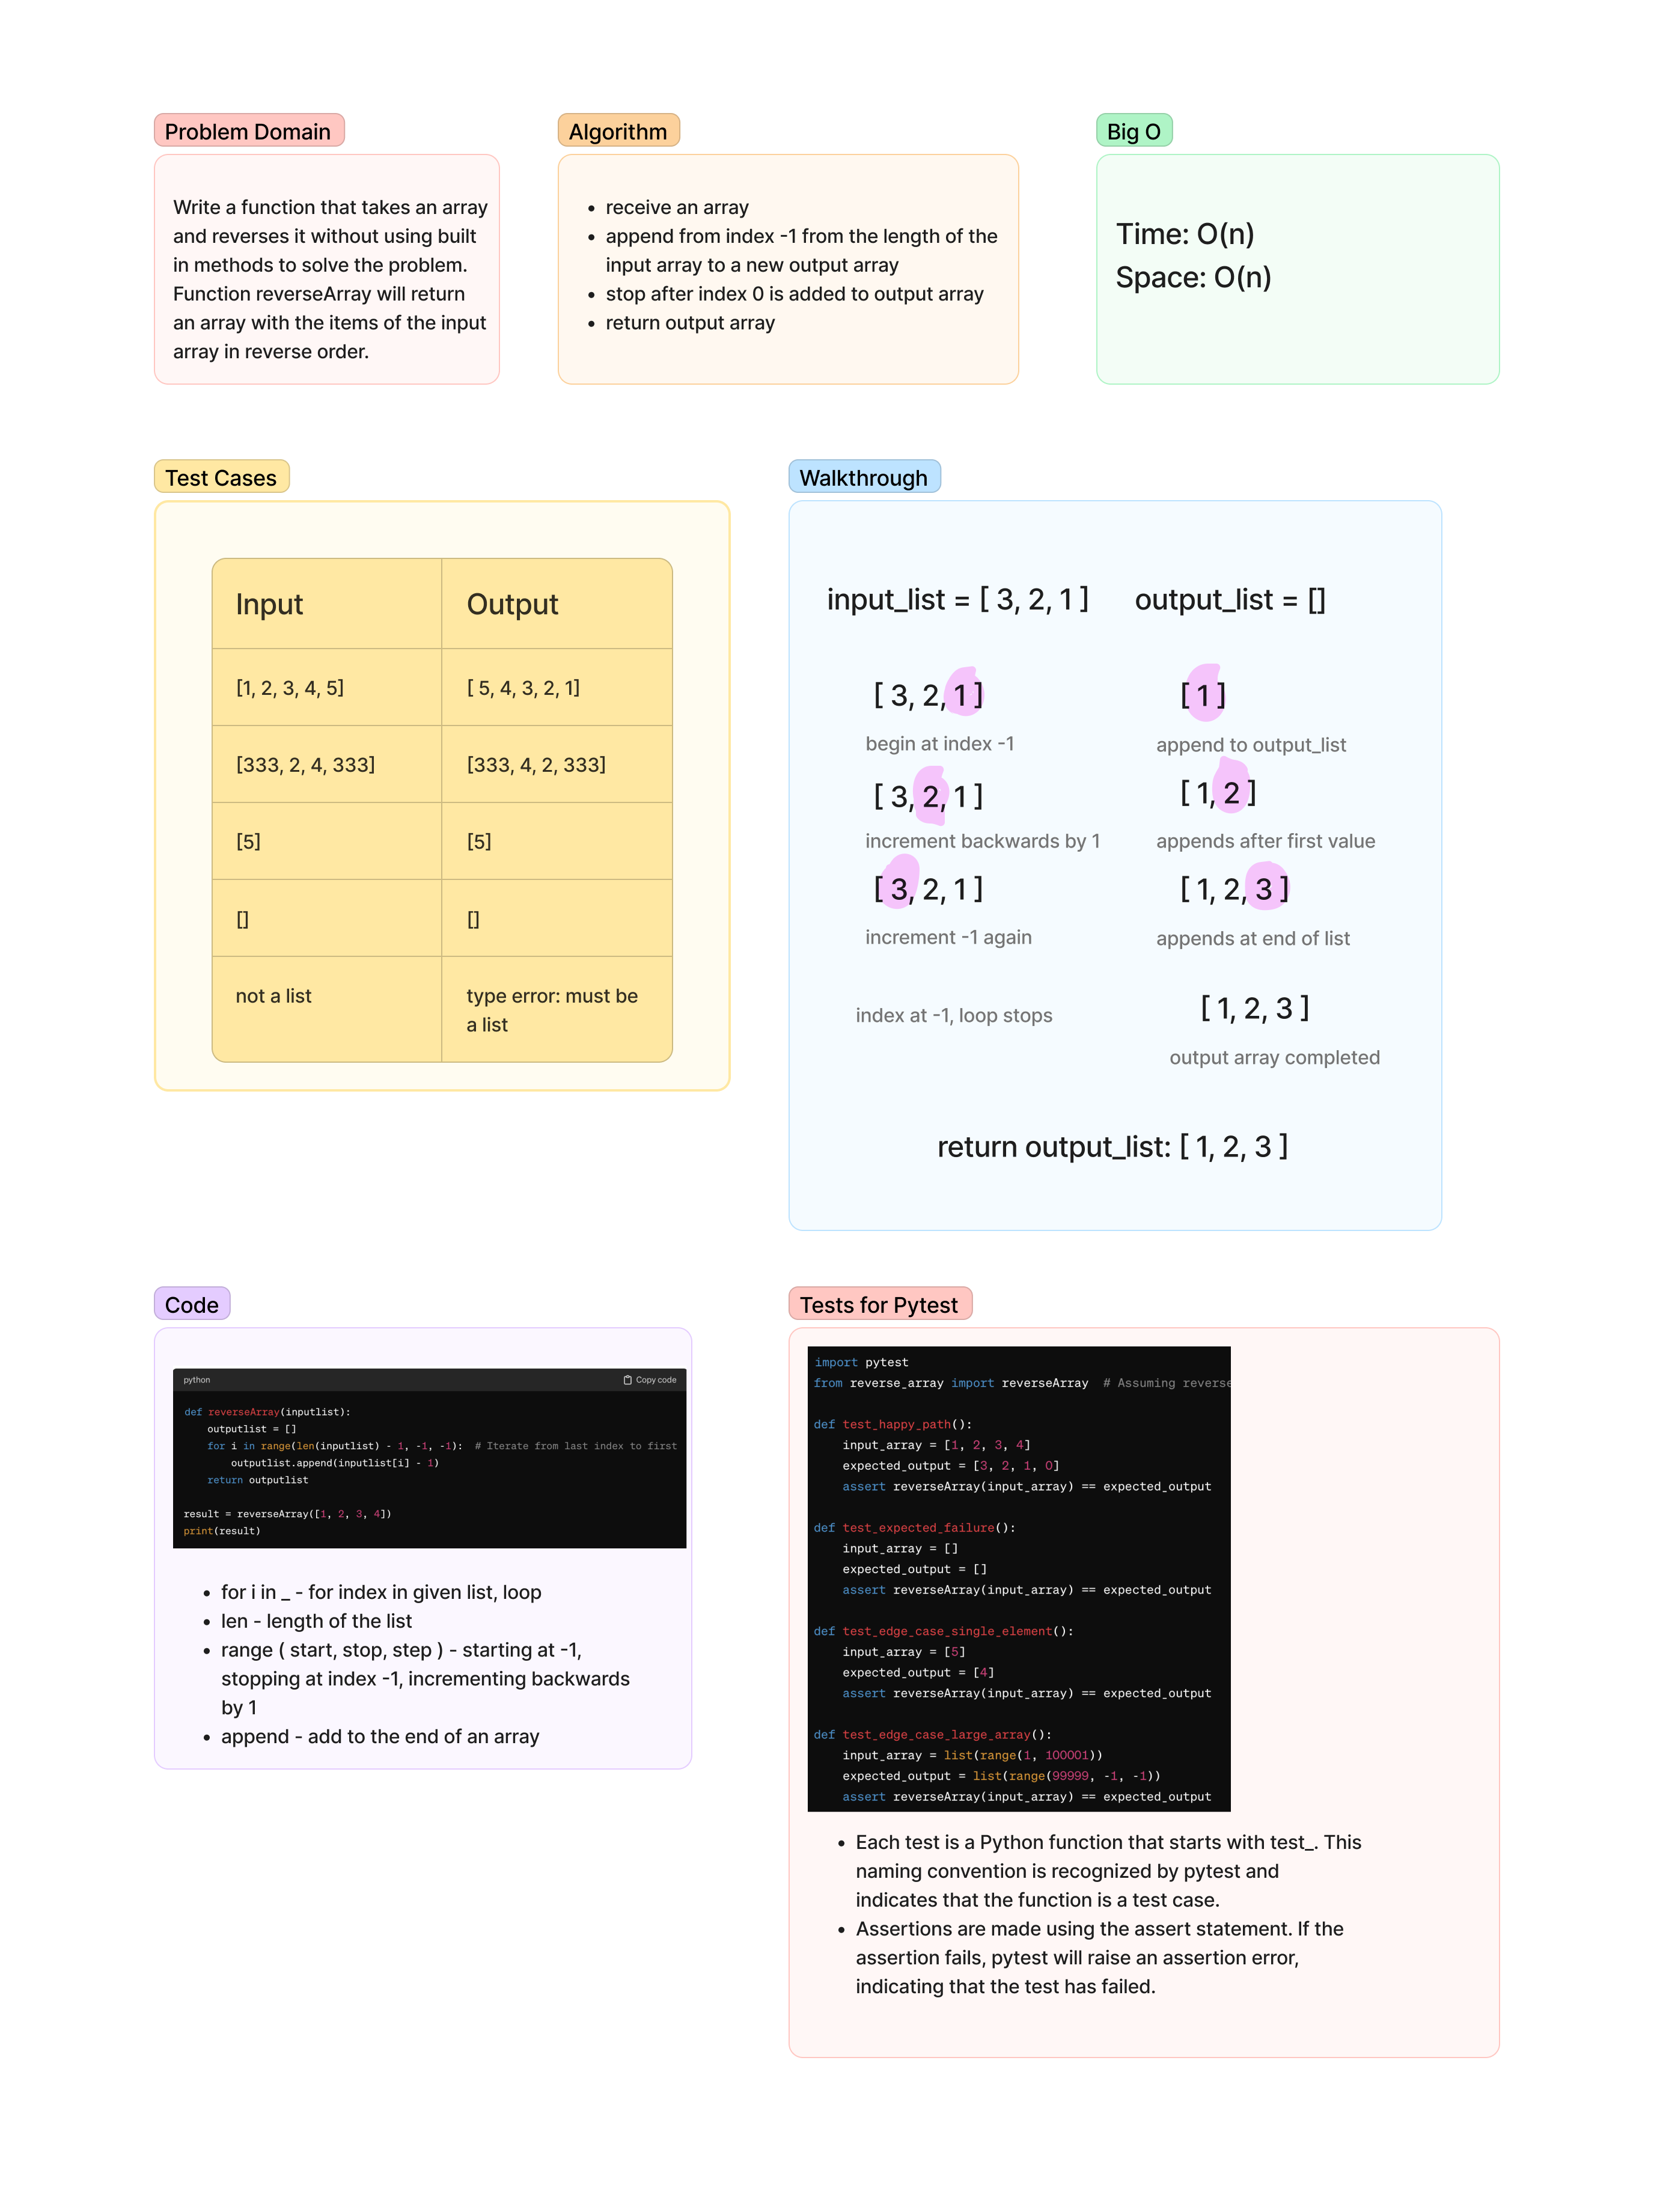 Problem Domain
Write a function that takes an array
and reverses it without using built
in methods to solve the problem.
Function reverseArray will return
an array with the items of the input
array in reverse order.
Algorithm
• receive an array
• append from index -1 from the length of the
input array to a new output array
• stop after index 0 is added to output array
• return output array
Big O
Time: O(n)
Space: O(n)
Test Cases
Input Output
[1, 2, 3, 4, 5] [ 5, 4, 3, 2, 1]
[333, 2, 4, 333] [333, 4, 2, 333]
[5] [5]
[] []
not a list type error: must be
a list
Walkthrough
input_list = [ 3, 2, 1 ] output_list = []
[ 3, 2, 1 ] [ 1 ]
begin at index -1 append to output_list
[ 3, 2, 1 ] [ 1, 2 ]
increment backwards by 1 appends after first value
[ 3, 2, 1 ] [ 1, 2, 3 ]
increment -1 again appends at end of list
index at -1, loop stops [ 1, 2, 3 ]
output array completed
return output_list: [ 1, 2, 3 ]
Code
python Copy code
def reverseArray(inputlist):
    outputlist = []
    for i in range(len(inputlist) - 1, -1, -1):  # Iterate from last index to first
        outputlist.append(inputlist[i] - 1)
    return outputlist
result = reverseArray([1, 2, 3, 4])
print(result)
• for i in _ - for index in given list, loop
• len - length of the list
• range ( start, stop, step ) - starting at -1,
stopping at index -1, incrementing backwards
by 1
• append - add to the end of an array
Tests for Pytest
import pytest
from reverse_array import reverseArray  # Assuming reverse
def test_happy_path():
    input_array = [1, 2, 3, 4]
    expected_output = [3, 2, 1, 0]
    assert reverseArray(input_array) == expected_output
def test_expected_failure():
    input_array = []
    expected_output = []
    assert reverseArray(input_array) == expected_output
def test_edge_case_single_element():
    input_array = [5]
    expected_output = [4]
    assert reverseArray(input_array) == expected_output
def test_edge_case_large_array():
    input_array = list(range(1, 100001))
    expected_output = list(range(99999, -1, -1))
    assert reverseArray(input_array) == expected_output
• Each test is a Python function that starts with test_. This
naming convention is recognized by pytest and
indicates that the function is a test case.
• Assertions are made using the assert statement. If the
assertion fails, pytest will raise an assertion error,
indicating that the test has failed.